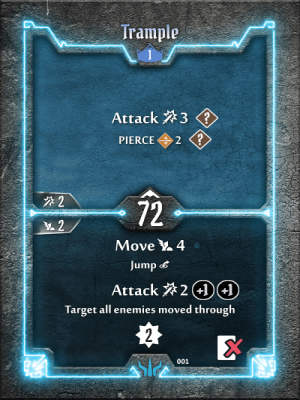 Trample
1
Attack 3 ?
PIERCE 2 ?
2
72
2
Move 4
Jump
Attack 2 +1 +1
Target all enemies moved through
2
001